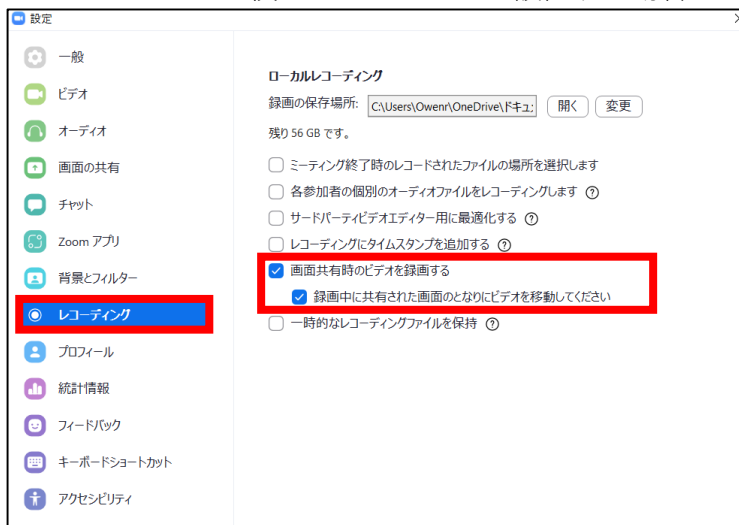 設定
一般
ビデオ
オーディオ
画面の共有
チャット
Zoom アプリ
背景とフィルター
レコーディング
プロフィール
統計情報
フィードバック
キーボードショートカット
アクセシビリティ
ローカルレコーディング
録画の保存場所: C:\Users\Owenr\OneDrive\ドキュ; 開く 変更
残り 56 GB です。
ミーティング終了時のレコードされたファイルの場所を選択します
各参加者の個別のオーディオファイルをレコーディングします
サードパーティビデオエディター用に最適化する
レコーディングにタイムスタンプを追加する
画面共有時のビデオを録画する
録画中に共有された画面のとなりにビデオを移動してください
一時的なレコーディングファイルを保持